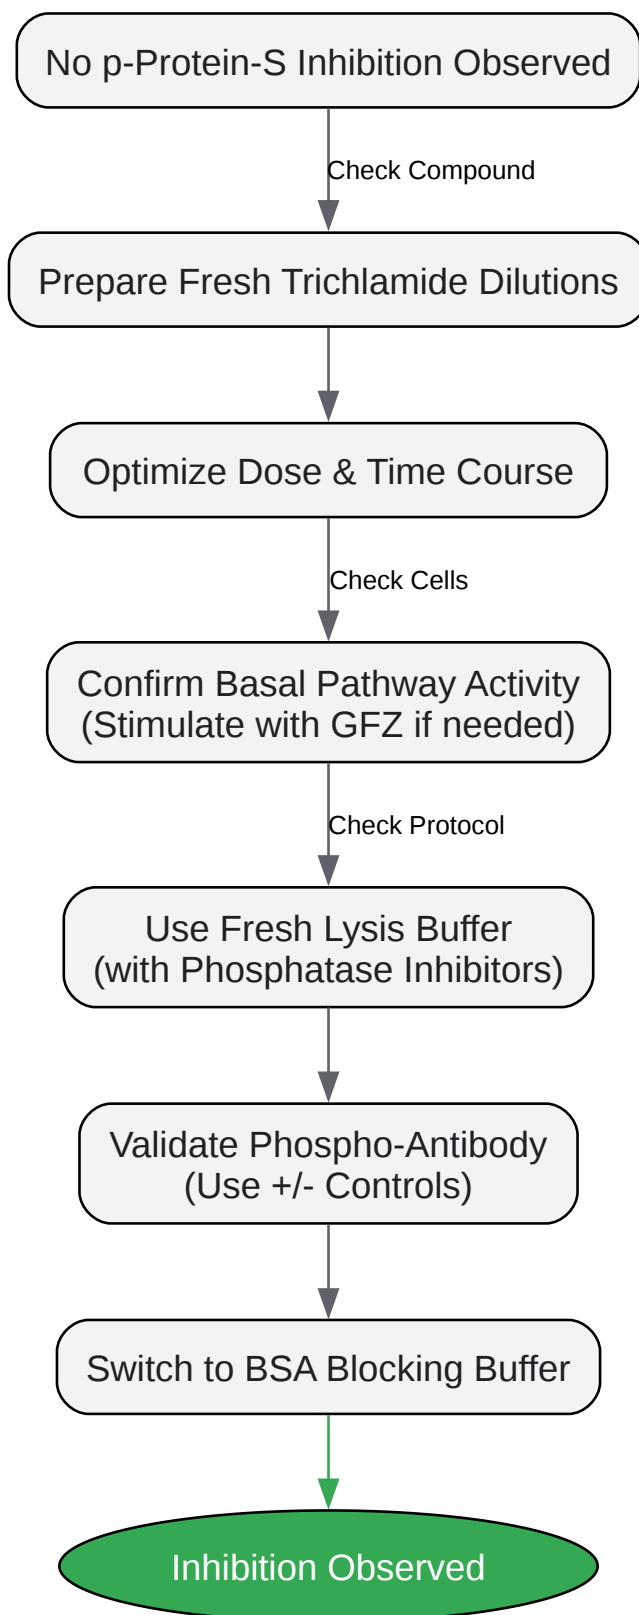 No p-Protein-S Inhibition Observed
Check Compound
Prepare Fresh Trichlamide Dilutions
Optimize Dose & Time Course
Check Cells
Confirm Basal Pathway Activity
(Stimulate with GFZ if needed)
Check Protocol
Use Fresh Lysis Buffer
(with Phosphatase Inhibitors)
Validate Phospho-Antibody
(Use +/- Controls)
Switch to BSA Blocking Buffer
Inhibition Observed